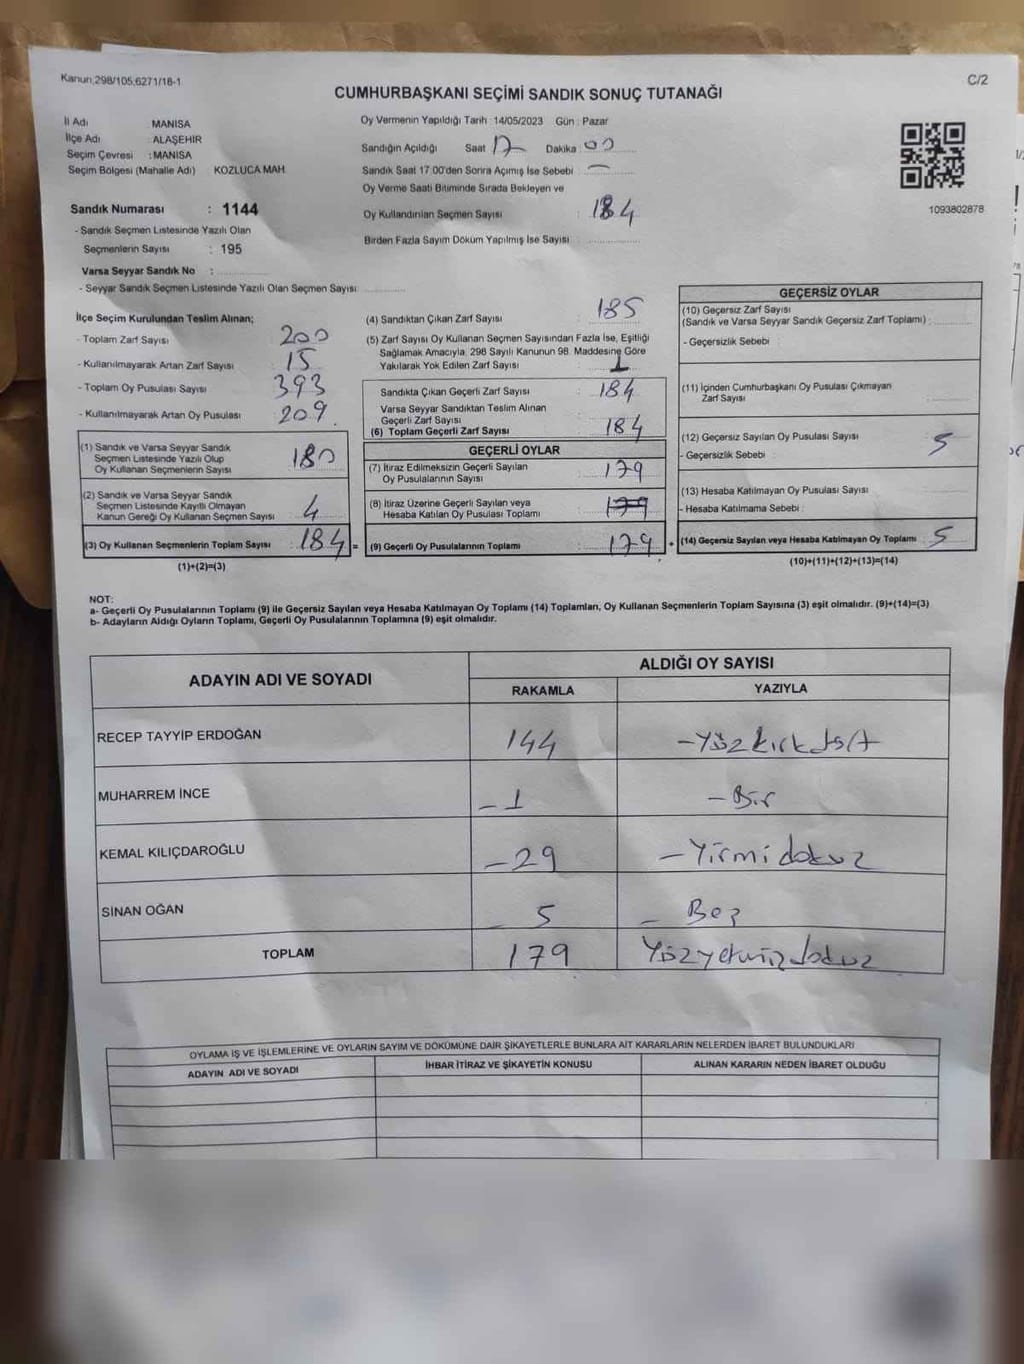 Kanun,298/105,6271/18-1
C/2
CUMHURBAŞKANI SEÇİMİ SANDIK SONUÇ TUTANAĞI
İl Adı MANİSA
İlçe Adı : ALAŞEHİR
Seçim Çevresi : MANİSA
Seçim Bölgesi (Mahalle Adı) KOZLUCA MAH.
Sandık Numarası : 1144
- Sandık Seçmen Listesinde Yazılı Olan
Seçmenlerin Sayısı : 195
Varsa Seyyar Sandık No :
- Seyyar Sandık Seçmen Listesinde Yazılı Olan Seçmen Sayısı :
Oy Vermenin Yapıldığı Tarih : 14/05/2023 Gün : Pazar
Sandığın Açıldığı Saat 17 Dakika : 00
Sandık Saat 17:00'den Sonra Açımış İse Sebebi : —
Oy Verme Saati Bitiminde Sırada Bekleyen ve
Oy Kullandırılan Seçmen Sayısı : 184
Birden Fazla Sayım Döküm Yapılmış İse Sayısı :
1093802878
İlçe Seçim Kurulundan Teslim Alınan;
- Toplam Zarf Sayısı : 200
- Kullanılmayarak Artan Zarf Sayısı : 15
- Toplam Oy Pusulası Sayısı : 393
- Kullanılmayarak Artan Oy Pusulası : 209
(1) Sandık ve Varsa Seyyar Sandık
Seçmen Listesinde Yazılı Olup
Oy Kullanan Seçmenlerin Sayısı : 180
(2) Sandık ve Varsa Seyyar Sandık
Seçmen Listesinde Kayıtlı Olmayan
Kanun Gereği Oy Kullanan Seçmen Sayısı : 4
(3) Oy Kullanan Seçmenlerin Toplam Sayısı : 184 =
(1)+(2)=(3)
(4) Sandıktan Çıkan Zarf Sayısı : 185
(5) Zarf Sayısı Oy Kullanan Seçmen Sayısından Fazla İse, Eşitliği
Sağlamak Amacıyla, 298 Sayılı Kanunun 98. Maddesine Göre
Yakılarak Yok Edilen Zarf Sayısı : 1
Sandıkta Çıkan Geçerli Zarf Sayısı : 184
Varsa Seyyar Sandıktan Teslim Alınan
Geçerli Zarf Sayısı :
(6) Toplam Geçerli Zarf Sayısı : 184
GEÇERLİ OYLAR
(7) İtiraz Edilmeksizin Geçerli Sayılan
Oy Pusulalarının Sayısı : 179
(8) İtiraz Üzerine Geçerli Sayılan veya
Hesaba Katılan Oy Pusulası Toplamı : 179
(9) Geçerli Oy Pusulalarının Toplamı : 179 +
GEÇERSİZ OYLAR
(10) Geçersiz Zarf Sayısı
(Sandık ve Varsa Seyyar Sandık Geçersiz Zarf Toplamı) :
- Geçersizlik Sebebi :
(11) İçinden Cumhurbaşkanı Oy Pusulası Çıkmayan
Zarf Sayısı :
(12) Geçersiz Sayılan Oy Pusulası Sayısı : 5
- Geçersizlik Sebebi :
(13) Hesaba Katılmayan Oy Pusulası Sayısı :
- Hesaba Katılmama Sebebi :
(14) Geçersiz Sayılan veya Hesaba Katılmayan Oy Toplamı : 5
(10)+(11)+(12)+(13)=(14)
NOT:
a- Geçerli Oy Pusulalarının Toplamı (9) ile Geçersiz Sayılan veya Hesaba Katılmayan Oy Toplamı (14) Toplamları, Oy Kullanan Seçmenlerin Toplam Sayısına (3) eşit olmalıdır. (9)+(14)=(3)
b- Adayların Aldığı Oyların Toplamı, Geçerli Oy Pusulalarının Toplamına (9) eşit olmalıdır.
ADAYIN ADI VE SOYADI
ALDIĞI OY SAYISI
RAKAMLA YAZIYLA
RECEP TAYYİP ERDOĞAN 144 - Yüzkırkdört
MUHARREM İNCE - 1 - Bir
KEMAL KILIÇDAROĞLU - 29 - Yirmidokuz
SİNAN OĞAN - 5 - Beş
TOPLAM 179 Yüzyetmişdokuz
OYLAMA İŞ VE İŞLEMLERİNE VE OYLARIN SAYIM VE DÖKÜMÜNE DAİR ŞİKAYETLERLE BUNLARA AİT KARARLARIN NELERDEN İBARET BULUNDUKLARI
ADAYIN ADI VE SOYADI İHBAR İTİRAZ VE ŞİKAYETİN KONUSU ALINAN KARARIN NEDEN İBARET OLDUĞU